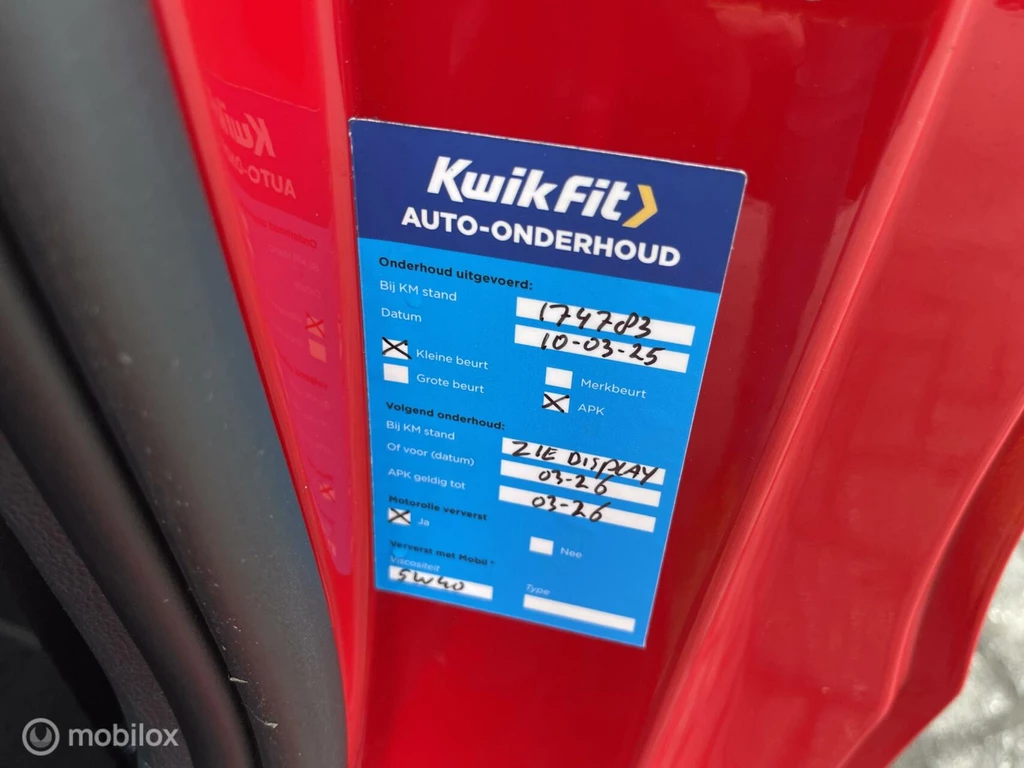 KwikFit
AUTO-ONDERHOUD
Onderhoud uitgevoerd:
Bij KM stand 174783
Datum 10-03-25
Kleine beurt Merkbeurt
Grote beurt APK
Volgend onderhoud:
Bij KM stand ZIE DISPLAY
Of voor (datum) 03-26
APK geldig tot 03-26
Motorolie ververst
Ja Nee
Ververst met Mobil*
Viscositeit Type
5W40
mobilox